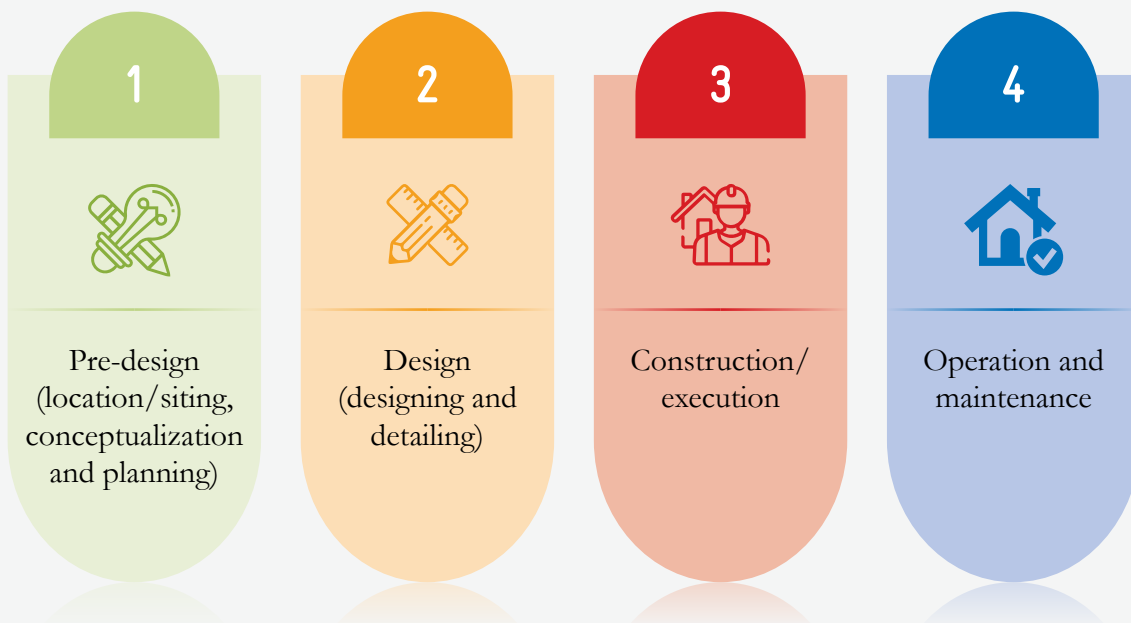 1
Pre-design
(location/siting,
conceptualization
and planning)
2
Design
(designing and
detailing)
3
Construction/
execution
4
Operation and
maintenance